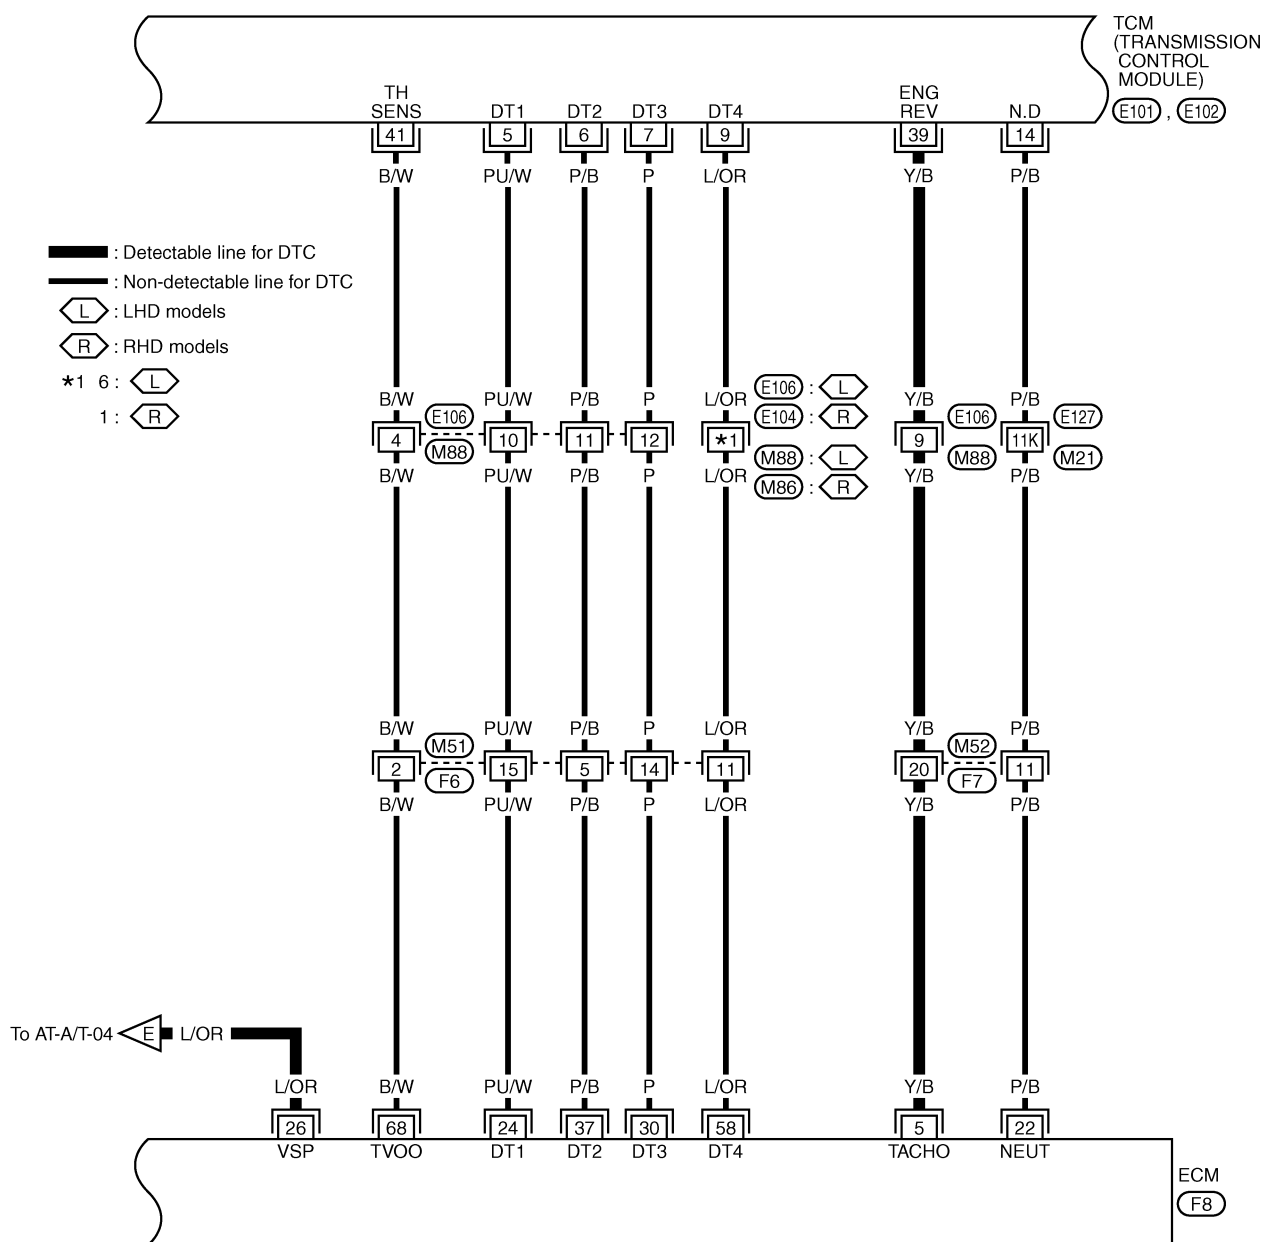 TCM
(TRANSMISSION
CONTROL
MODULE)
E101 , E102
TH
SENS DT1 DT2 DT3 DT4 ENG
REV N.D
41 5 6 7 9 39 14
B/W PU/W P/B P L/OR Y/B P/B
: Detectable line for DTC
: Non-detectable line for DTC
L : LHD models
R : RHD models
*1 6 : L
1 : R
E106 : L
B/W PU/W P/B P L/OR Y/B P/B
E106 E104 : R E106 E127
4 10 11 12 *1 9 11K
M88 M88 : L M88 M21
B/W PU/W P/B P L/OR Y/B P/B
M86 : R
B/W PU/W P/B P L/OR Y/B P/B
M51 M52
2 15 5 14 11 20 11
F6 F7
B/W PU/W P/B P L/OR Y/B P/B
To AT-A/T-04 E L/OR
L/OR B/W PU/W P/B P L/OR Y/B P/B
26 68 24 37 30 58 5 22
VSP TVOO DT1 DT2 DT3 DT4 TACHO NEUT
ECM
F8